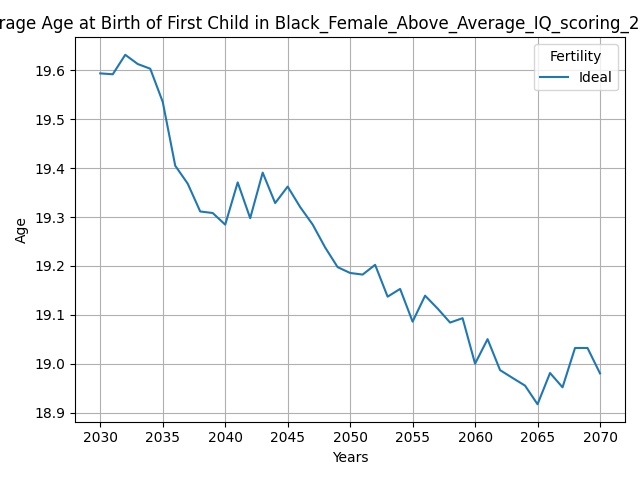 rage Age at Birth of First Child in Black_Female_Above_Average_IQ_scoring_2
Fertility
Ideal
19.6
19.5
19.4
19.3
19.2
19.1
19.0
18.9
Age
2030 2035 2040 2045 2050 2055 2060 2065 2070
Years